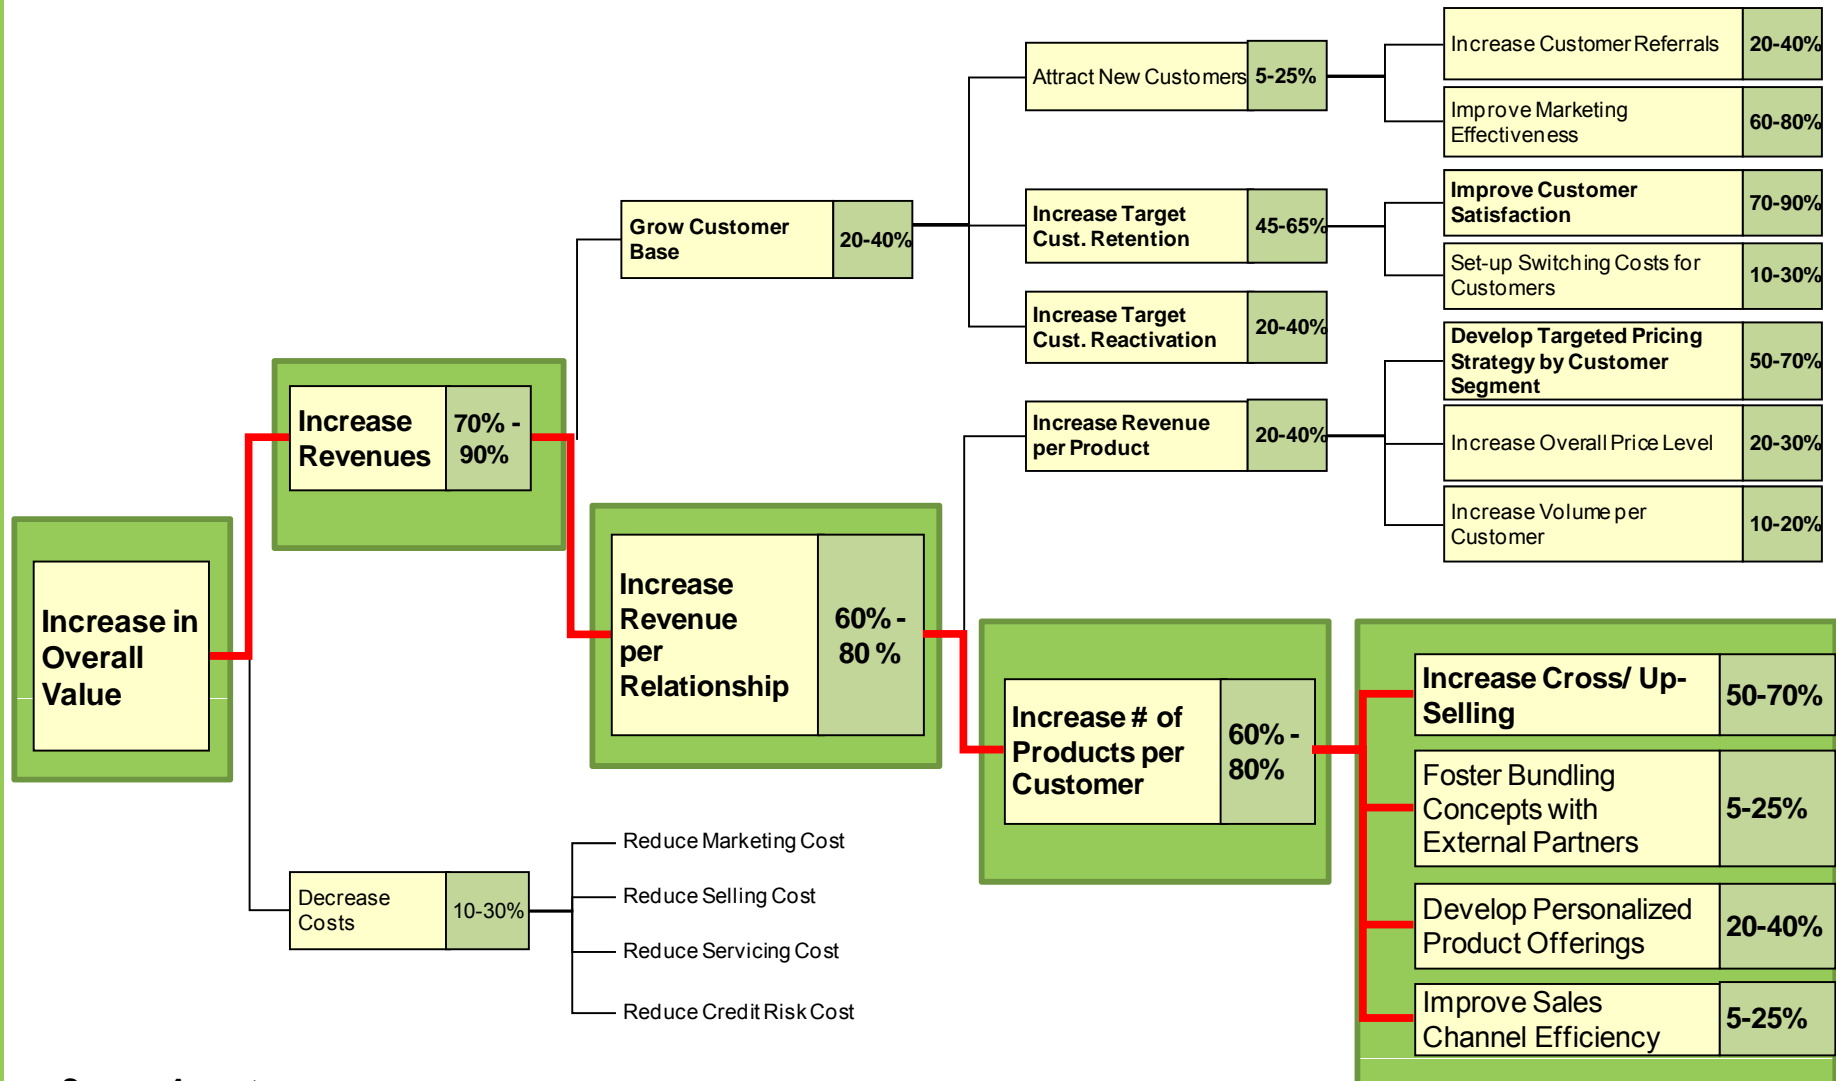 Increase in
Overall
Value
Increase
Revenues
70% -
90%
Decrease
Costs
10-30%
Grow Customer
Base
20-40%
Increase
Revenue
per
Relationship
60% -
80 %
Reduce Marketing Cost
Reduce Selling Cost
Reduce Servicing Cost
Reduce Credit Risk Cost
Attract New Customers
5-25%
Increase Target
Cust. Retention
45-65%
Increase Target
Cust. Reactivation
20-40%
Increase Revenue
per Product
20-40%
Increase # of
Products per
Customer
60% -
80%
Increase Customer Referrals
20-40%
Improve Marketing
Effectiveness
60-80%
Improve Customer
Satisfaction
70-90%
Set-up Switching Costs for
Customers
10-30%
Develop Targeted Pricing
Strategy by Customer
Segment
50-70%
Increase Overall Price Level
20-30%
Increase Volume per
Customer
10-20%
Increase Cross/ Up-
Selling
50-70%
Foster Bundling
Concepts with
External Partners
5-25%
Develop Personalized
Product Offerings
20-40%
Improve Sales
Channel Efficiency
5-25%